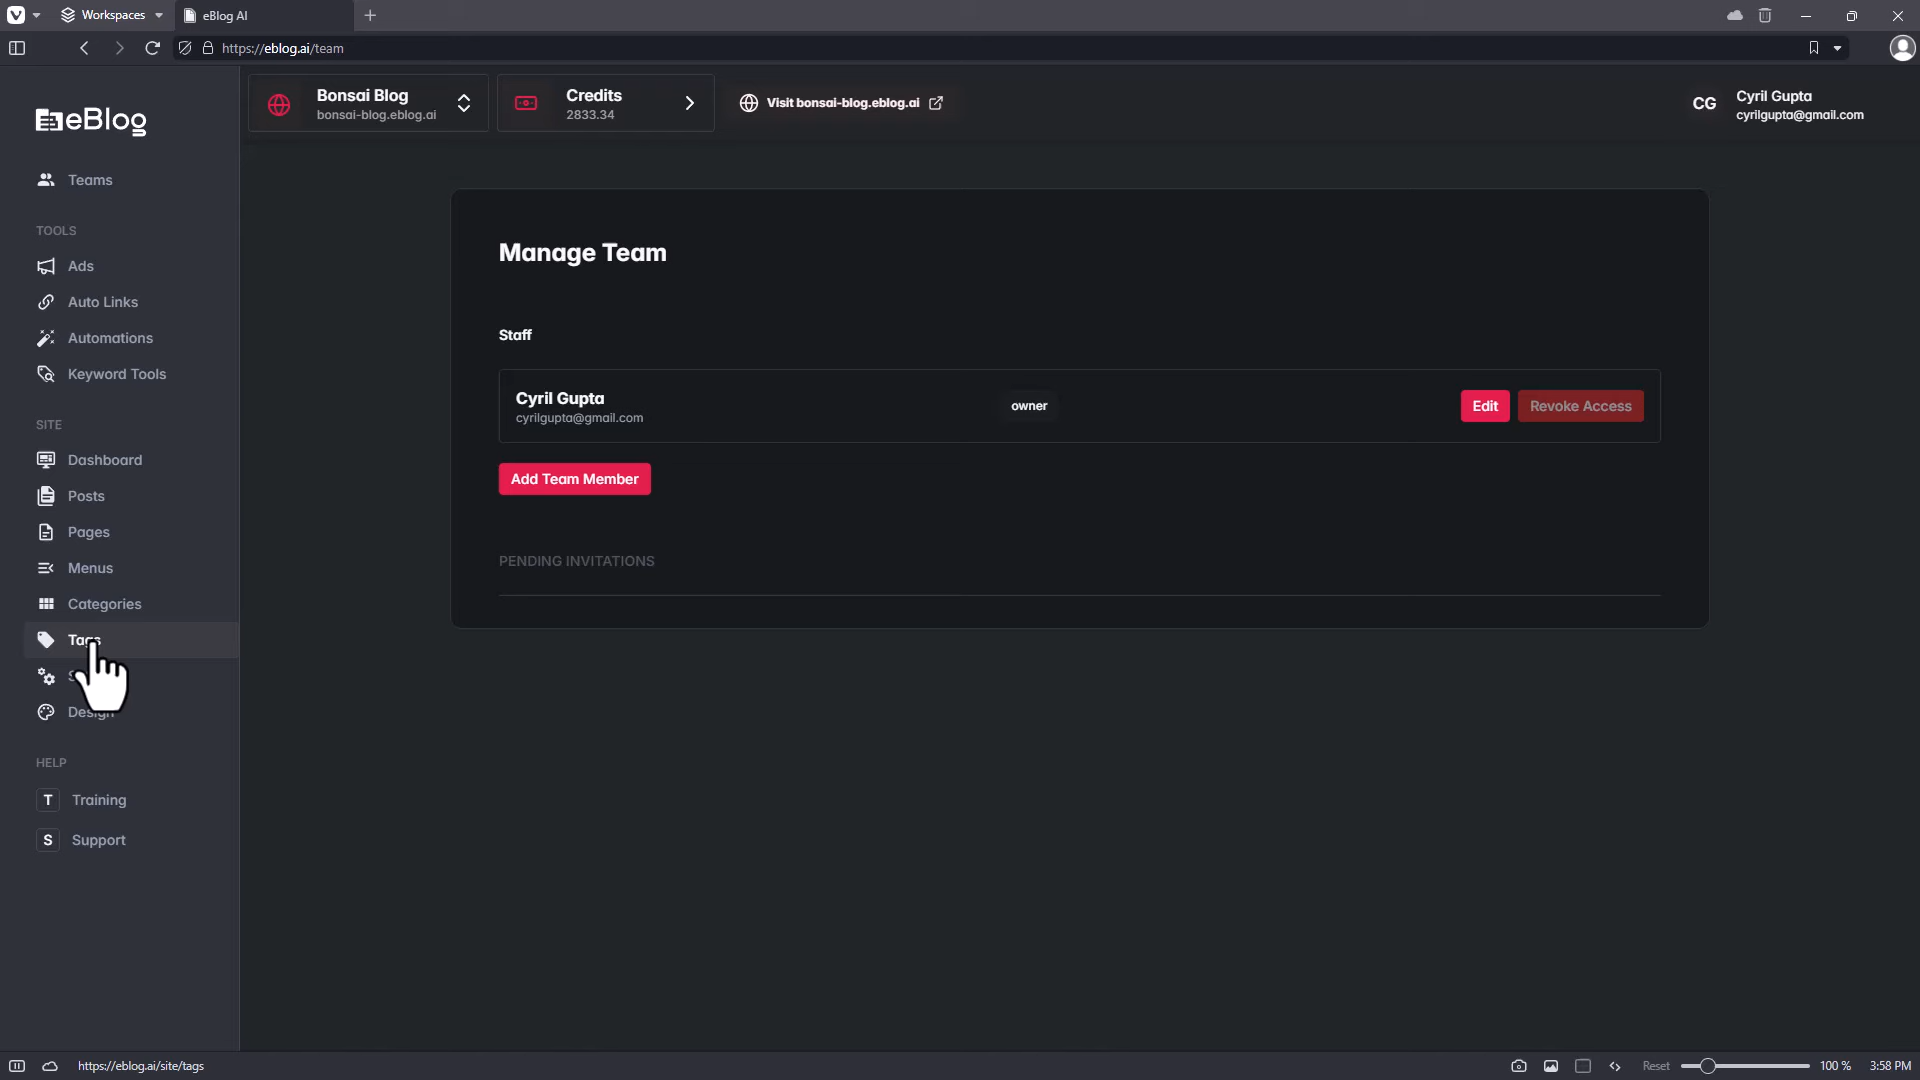 Workspaces
eBlog AI
https://eblog.ai/team
eBlog
Bonsai Blog
bonsai-blog.eblog.ai
Credits
2833.34
Visit bonsai-blog.eblog.ai
CG
Cyril Gupta
cyrilgupta@gmail.com
Teams
TOOLS
Ads
Auto Links
Automations
Keyword Tools
SITE
Dashboard
Posts
Pages
Menus
Categories
Tags
Design
HELP
T Training
S Support
Manage Team
Staff
Cyril Gupta
cyrilgupta@gmail.com
owner
Edit
Revoke Access
Add Team Member
PENDING INVITATIONS
https://eblog.ai/site/tags
Reset
100 %
3:58 PM